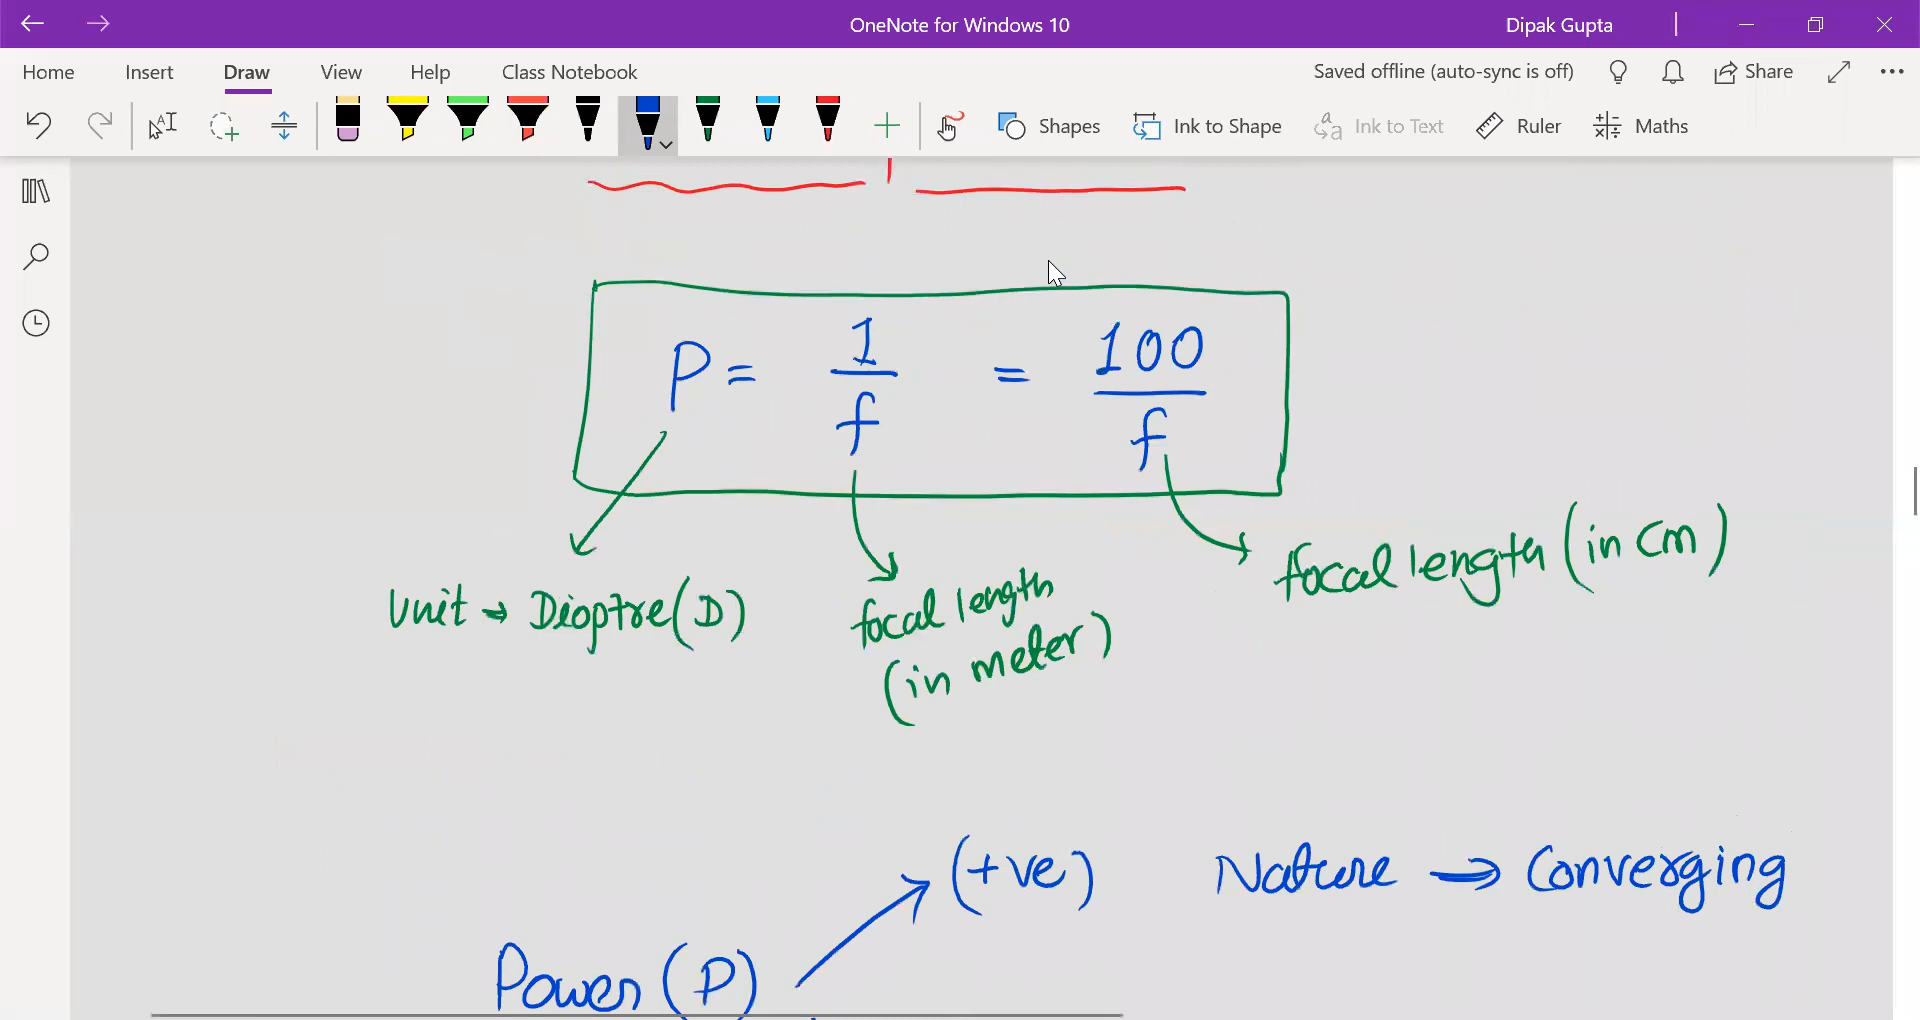 OneNote for Windows 10
Dipak Gupta
Home Insert Draw View Help Class Notebook
Saved offline (auto-sync is off) Share
Shapes Ink to Shape Ink to Text Ruler Maths
P = 1/f = 100/f
focal length (in cm)
Unit → Dioptre (D)
focal length
(in meter)
(+ve) Nature → Converging
Power (P)